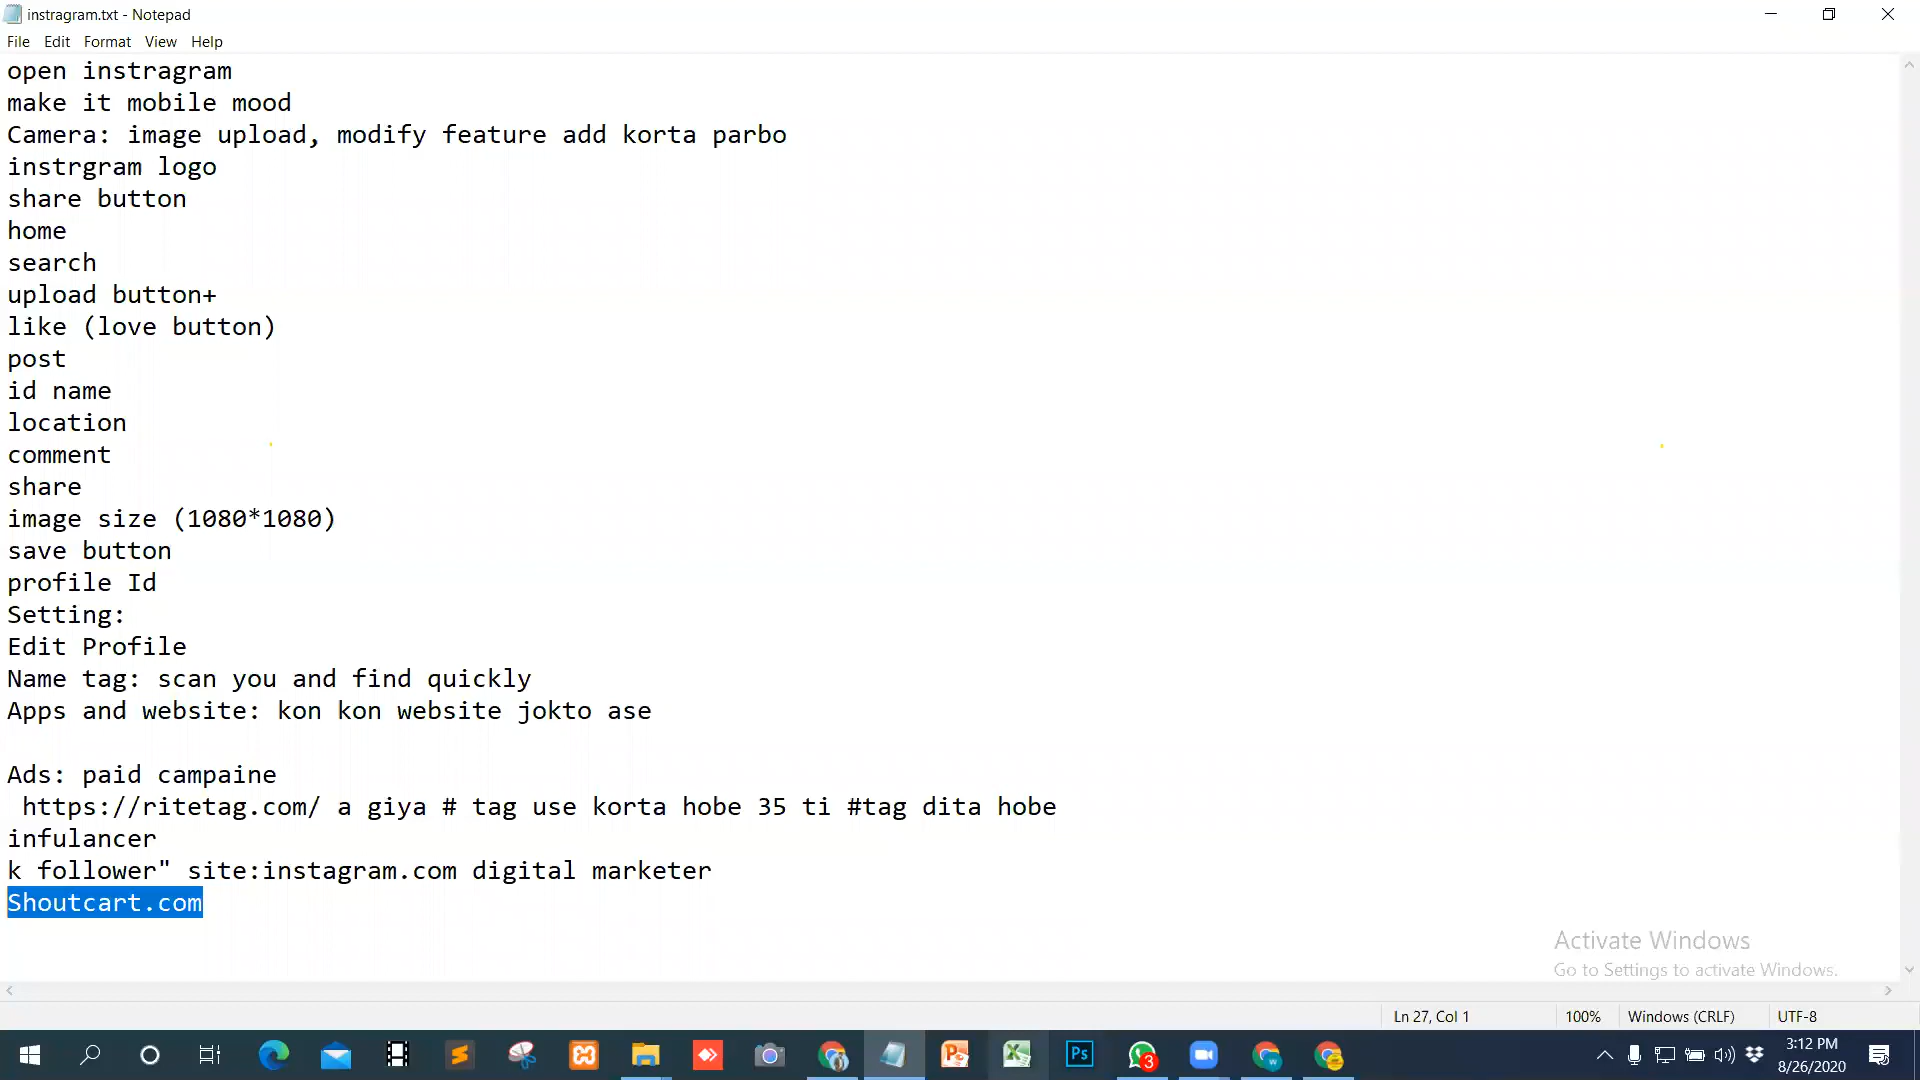 instragram.txt - Notepad
File Edit Format View Help
open instragram
make it mobile mood
Camera: image upload, modify feature add korta parbo
instrgram logo
share button
home
search
upload button+
like (love button)
post
id name
location
comment
share
image size (1080*1080)
save button
profile Id
Setting:
Edit Profile
Name tag: scan you and find quickly
Apps and website: kon kon website jokto ase
Ads: paid campaine
https://ritetag.com/ a giya # tag use korta hobe 35 ti #tag dita hobe
infulancer
k follower" site:instagram.com digital marketer
Shoutcart.com
Activate Windows
Go to Settings to activate Windows.
Ln 27, Col 1 100% Windows (CRLF) UTF-8
Ps 3 3:12 PM
8/26/2020